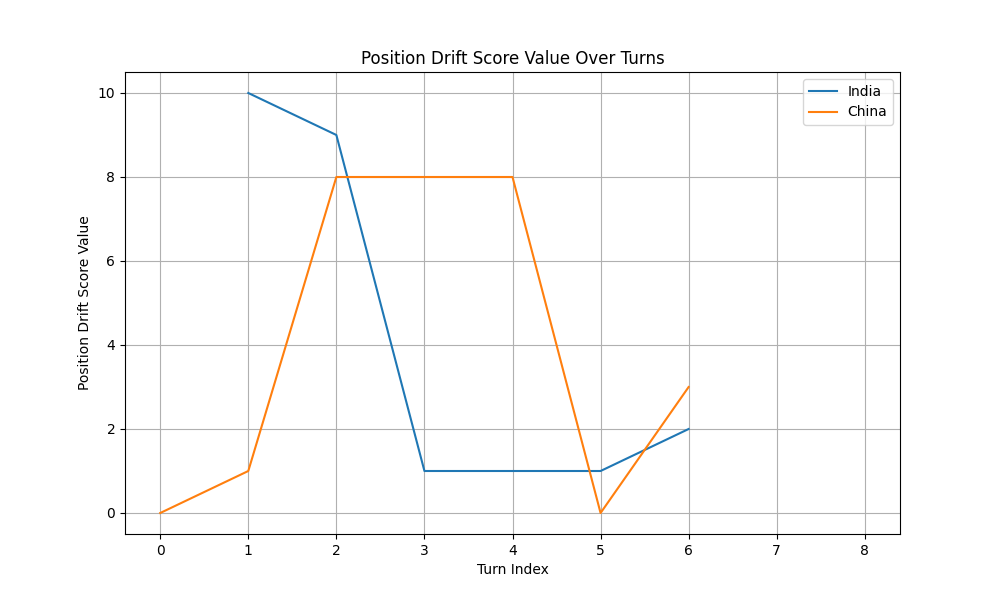 Position Drift Score Value Over Turns
India
China
10
8
6
4
2
0
Position Drift Score Value
0 1 2 3 4 5 6 7 8
Turn Index